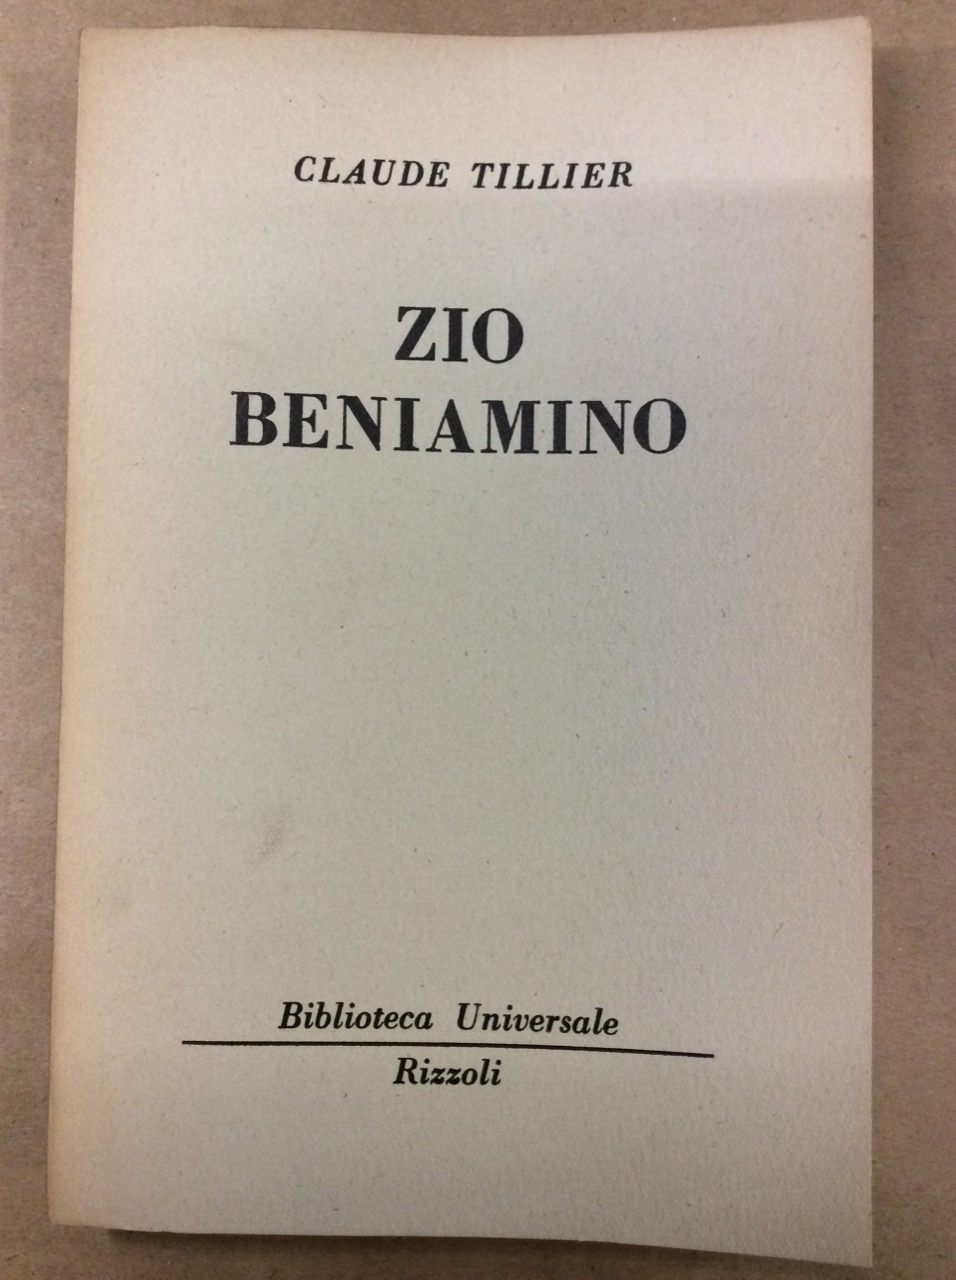 CLAUDE TILLIER
ZIO
BENIAMINO
Biblioteca Universale
Rizzoli